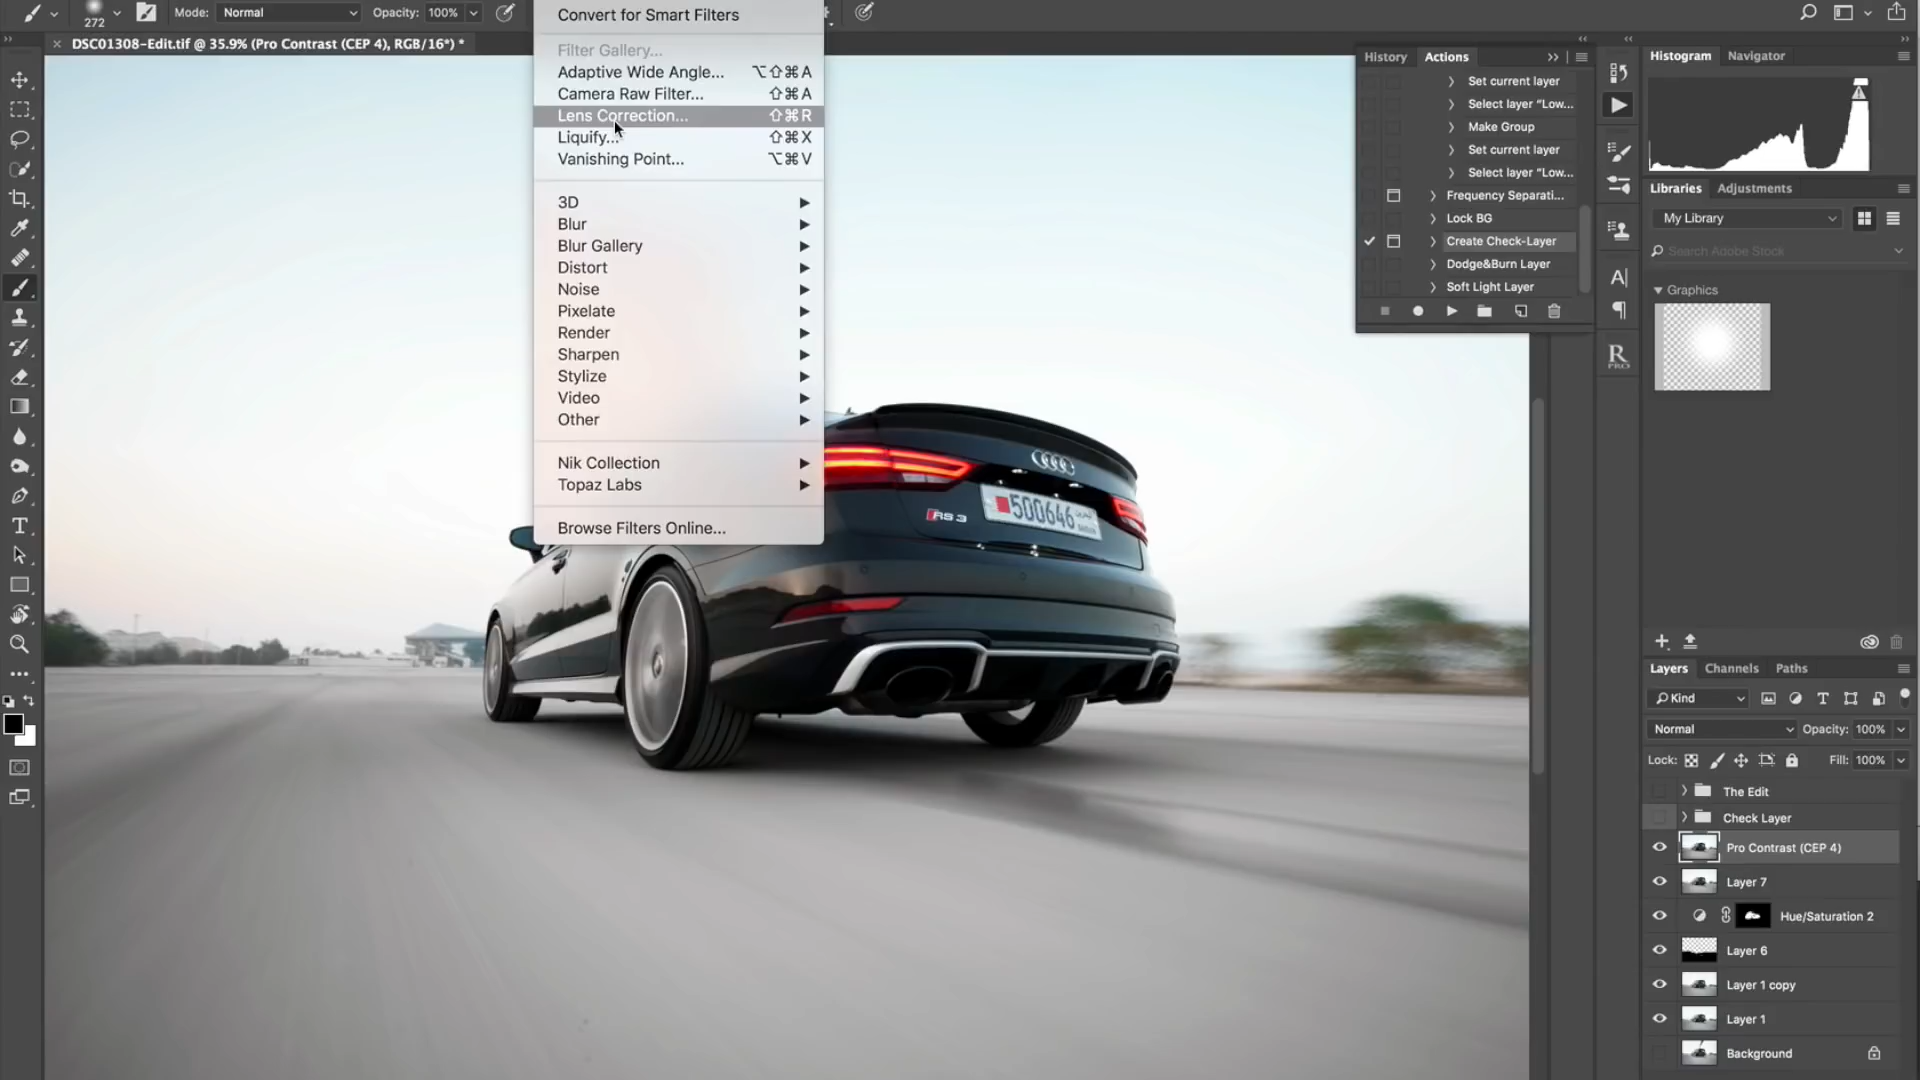 272
Mode:
Normal
Opacity:
100%
DSC01308-Edit.tif @ 35.9% (Pro Contrast (CEP 4), RGB/16*) *
Convert for Smart Filters
Filter Gallery...
Adaptive Wide Angle... ⌥⇧⌘A
Camera Raw Filter... ⇧⌘A
Lens Correction... ⇧⌘R
Liquify... ⇧⌘X
Vanishing Point... ⌥⌘V
3D
Blur
Blur Gallery
Distort
Noise
Pixelate
Render
Sharpen
Stylize
Video
Other
Nik Collection
Topaz Labs
Browse Filters Online...
RS 3
500646
History
Actions
Set current layer
Select layer “Low...
Make Group
Set current layer
Select layer “Low...
Frequency Separati...
Lock BG
Create Check-Layer
Dodge&Burn Layer
Soft Light Layer
A
R
PRO
Histogram
Navigator
Libraries
Adjustments
My Library
Search Adobe Stock
Graphics
Layers
Channels
Paths
Kind
Normal
Opacity: 100%
Lock:
Fill: 100%
The Edit
Check Layer
Pro Contrast (CEP 4)
Layer 7
Hue/Saturation 2
Layer 6
Layer 1 copy
Layer 1
Background